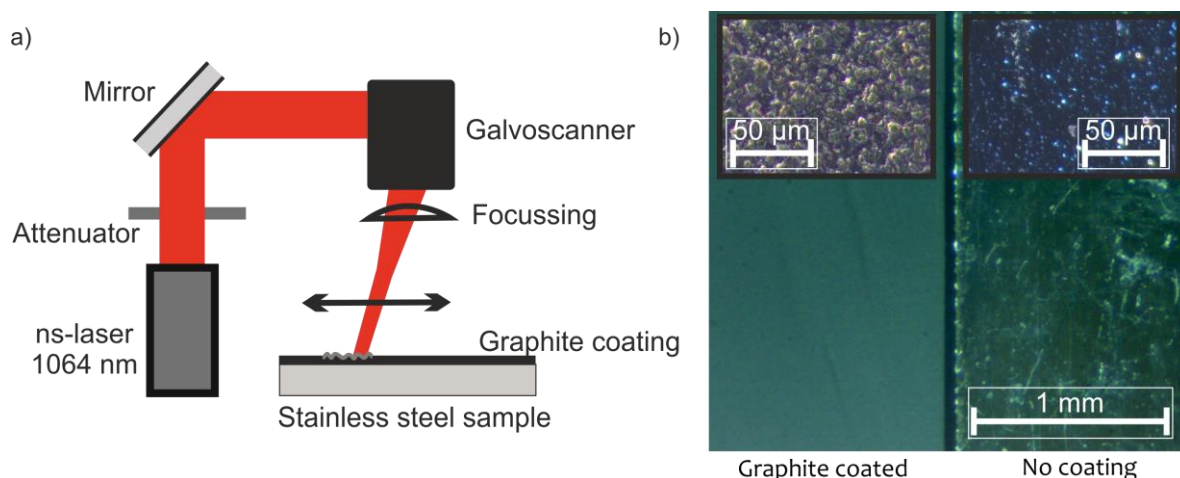 a)
Mirror
Galvoscanner
Attenuator
Focussing
ns-laser
1064 nm
Graphite coating
Stainless steel sample
b)
50 µm
50 µm
1 mm
Graphite coated
No coating